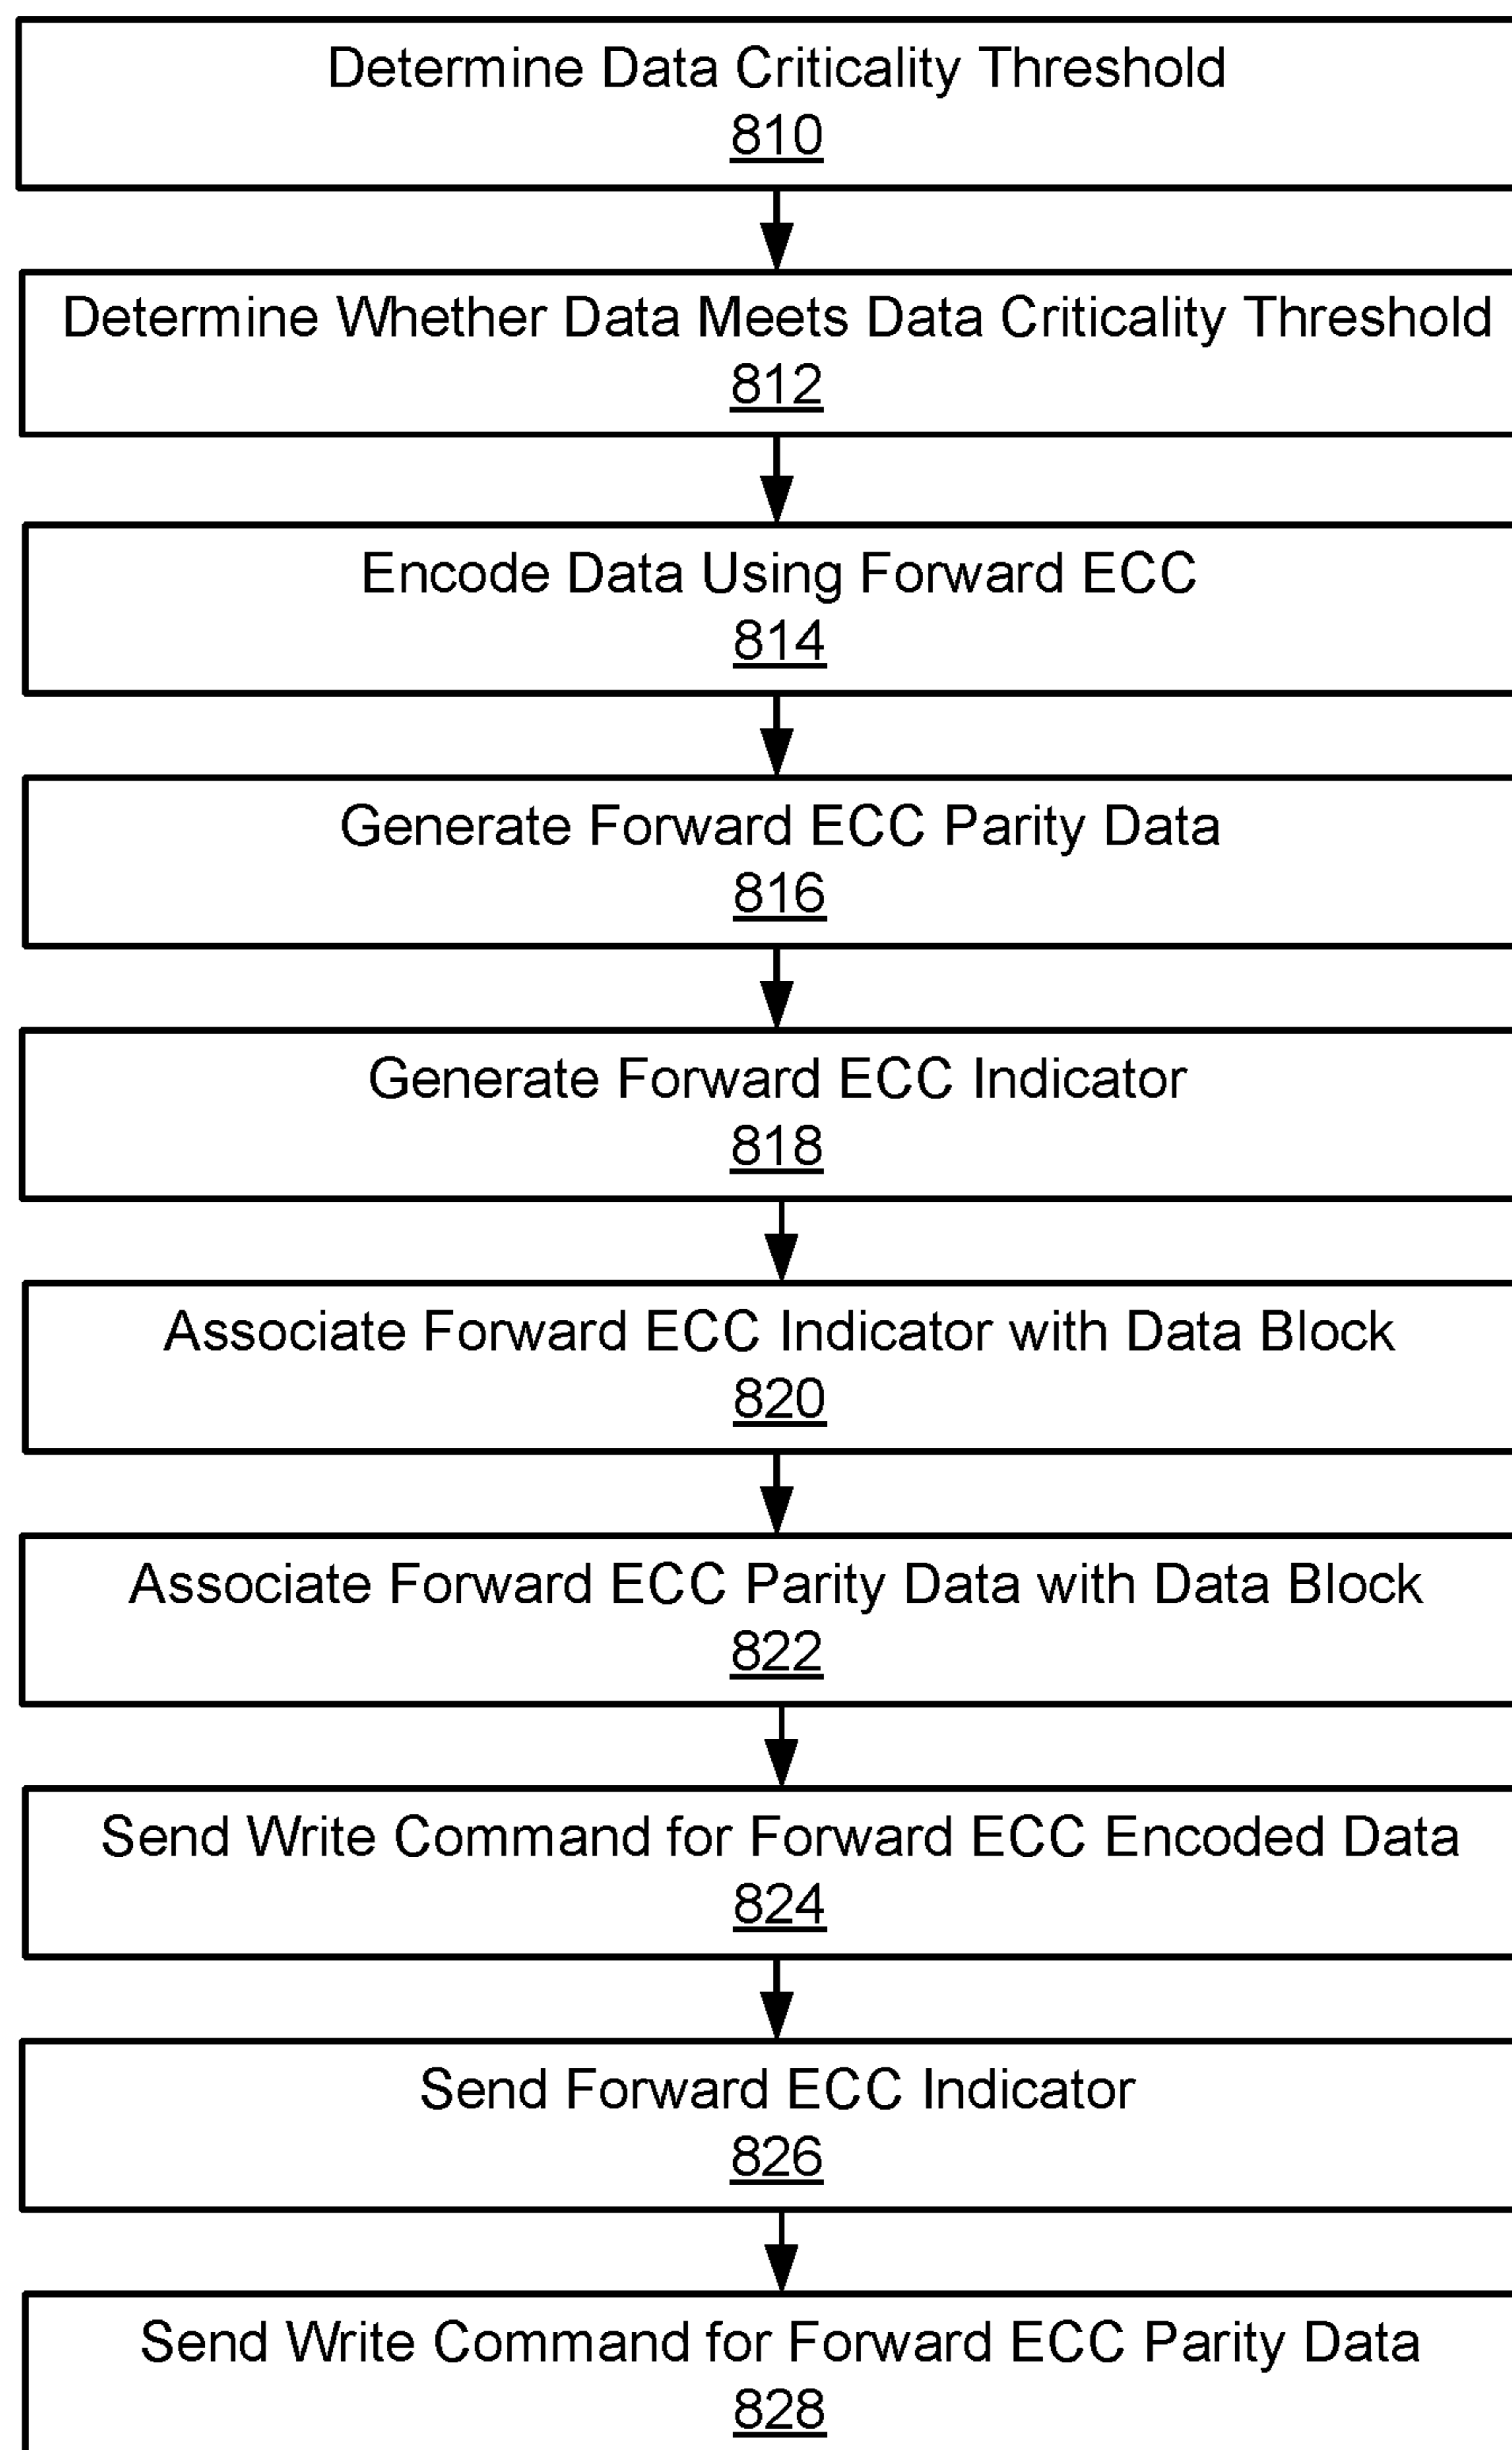 Determine Data Criticality Threshold
810
Determine Whether Data Meets Data Criticality Threshold
812
Encode Data Using Forward ECC
814
Generate Forward ECC Parity Data
816
Generate Forward ECC Indicator
818
Associate Forward ECC Indicator with Data Block
820
Associate Forward ECC Parity Data with Data Block
822
Send Write Command for Forward ECC Encoded Data
824
Send Forward ECC Indicator
826
Send Write Command for Forward ECC Parity Data
828